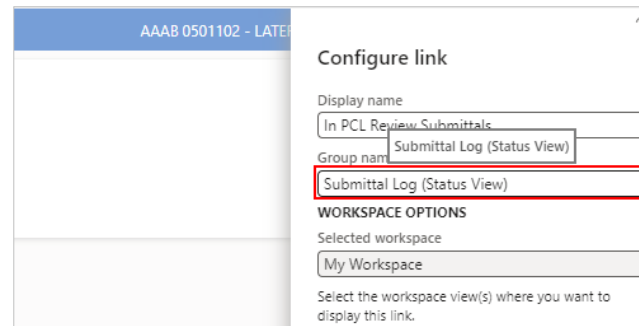 AAAB 0501102 - LATE
Configure link
Display name
In PCL Review Submittals
Submittal Log (Status View)
Group nam
Submittal Log (Status View)
WORKSPACE OPTIONS
Selected workspace
My Workspace
Select the workspace view(s) where you want to
display this link.